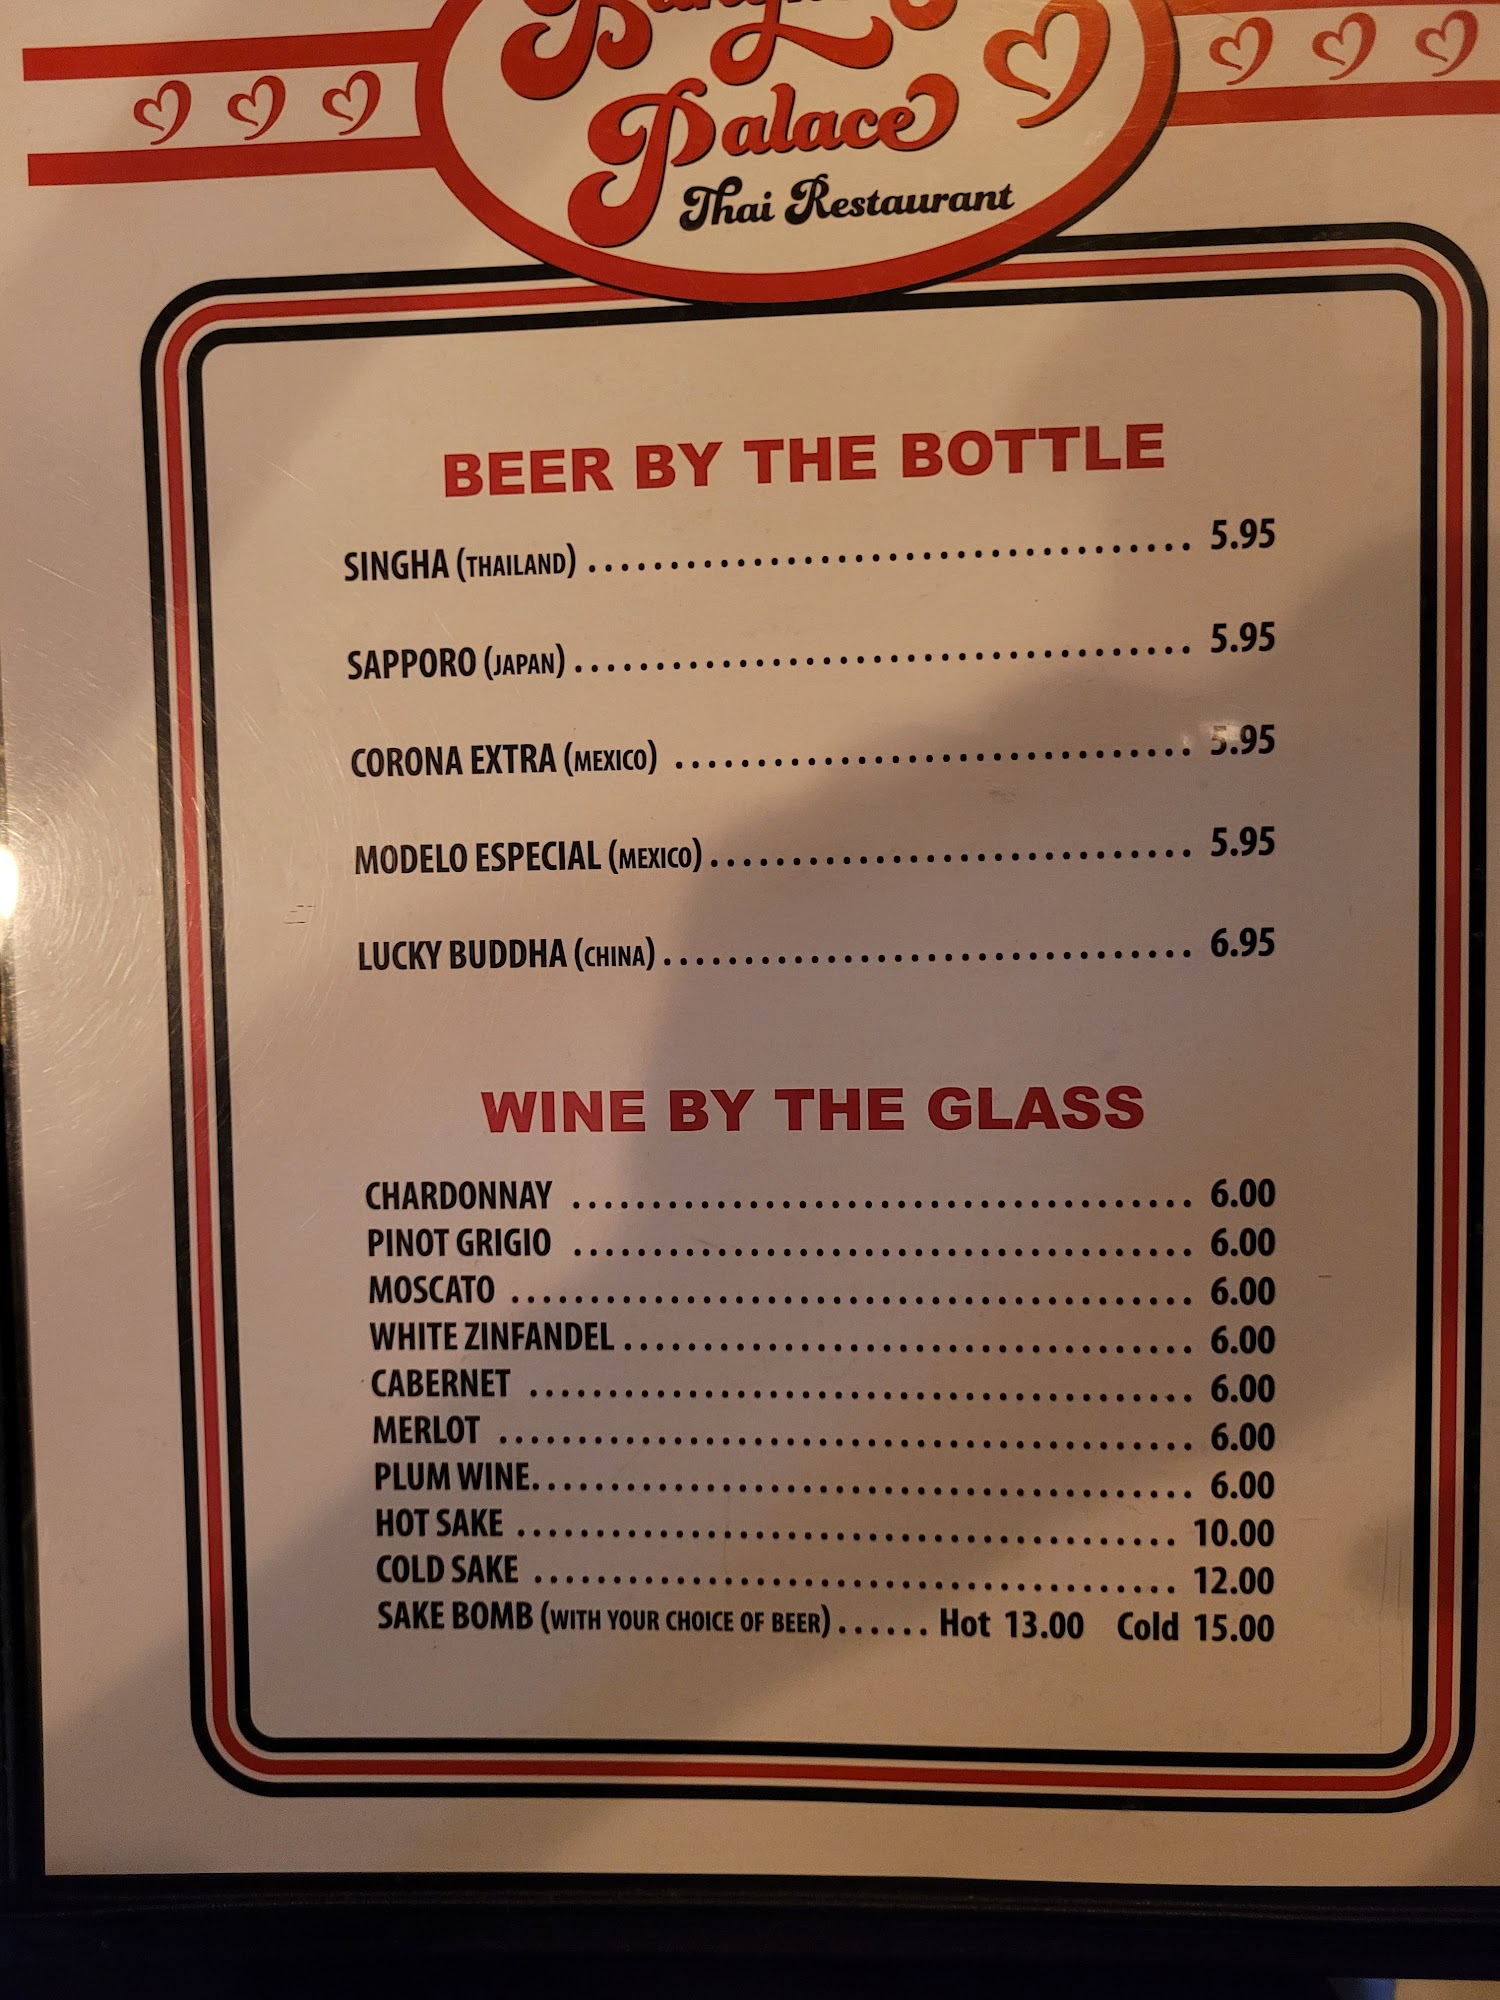 Palace
Thai Restaurant
BEER BY THE BOTTLE
SINGHA (THAILAND) 5.95
SAPPORO (JAPAN) 5.95
CORONA EXTRA (MEXICO) 5.95
MODELO ESPECIAL (MEXICO) 5.95
LUCKY BUDDHA (CHINA) 6.95
WINE BY THE GLASS
CHARDONNAY 6.00
PINOT GRIGIO 6.00
MOSCATO 6.00
WHITE ZINFANDEL 6.00
CABERNET 6.00
MERLOT 6.00
PLUM WINE 6.00
HOT SAKE 10.00
COLD SAKE 12.00
SAKE BOMB (WITH YOUR CHOICE OF BEER) Hot 13.00 Cold 15.00